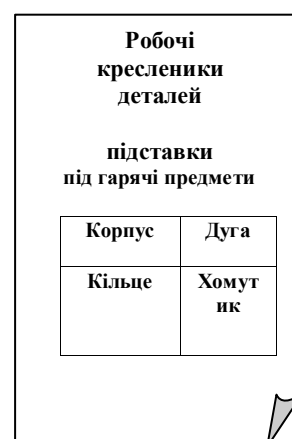 Робочі
кресленики
деталей
підставки
під гарячі предмети
Корпус Дуга
Кільце Хомут
ик